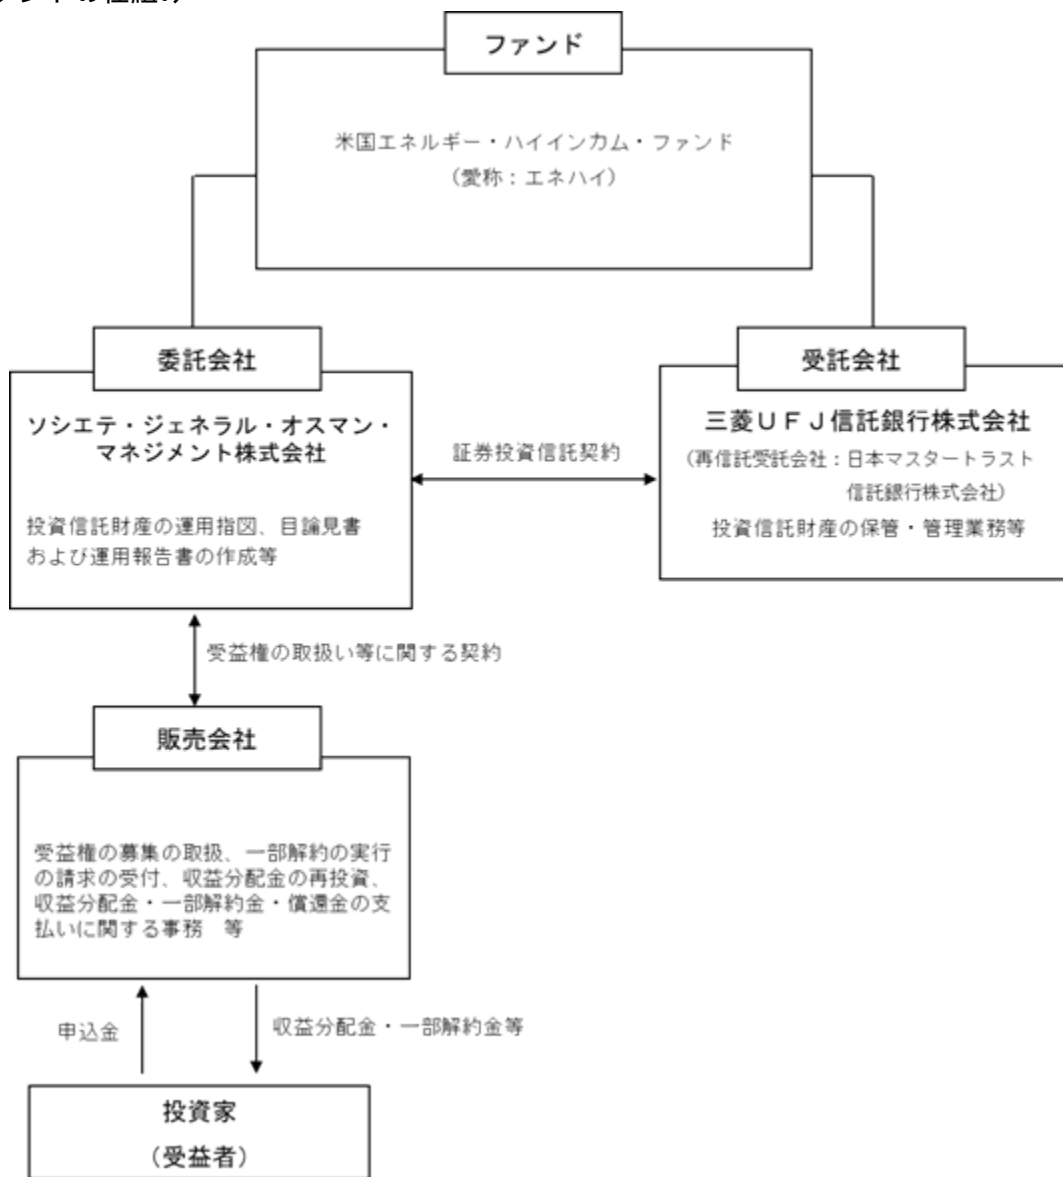 ファンド
米国エネルギー・ハイインカム・ファンド
(愛称:エネハイ)
委託会社
ソシエテ・ジェネラル・オスマン・
マネジメント株式会社
投資信託財産の運用指図、目論見書
および運用報告書の作成等
証券投資信託契約
受託会社
三菱UFJ信託銀行株式会社
(再信託受託会社:日本マスタートラスト
信託銀行株式会社)
投資信託財産の保管・管理業務等
受益権の取扱い等に関する契約
販売会社
受益権の募集の取扱、一部解約の実行
の請求の受付、収益分配金の再投資、
収益分配金・一部解約金・償還金の支
払いに関する事務 等
申込金
収益分配金・一部解約金等
投資家
(受益者)